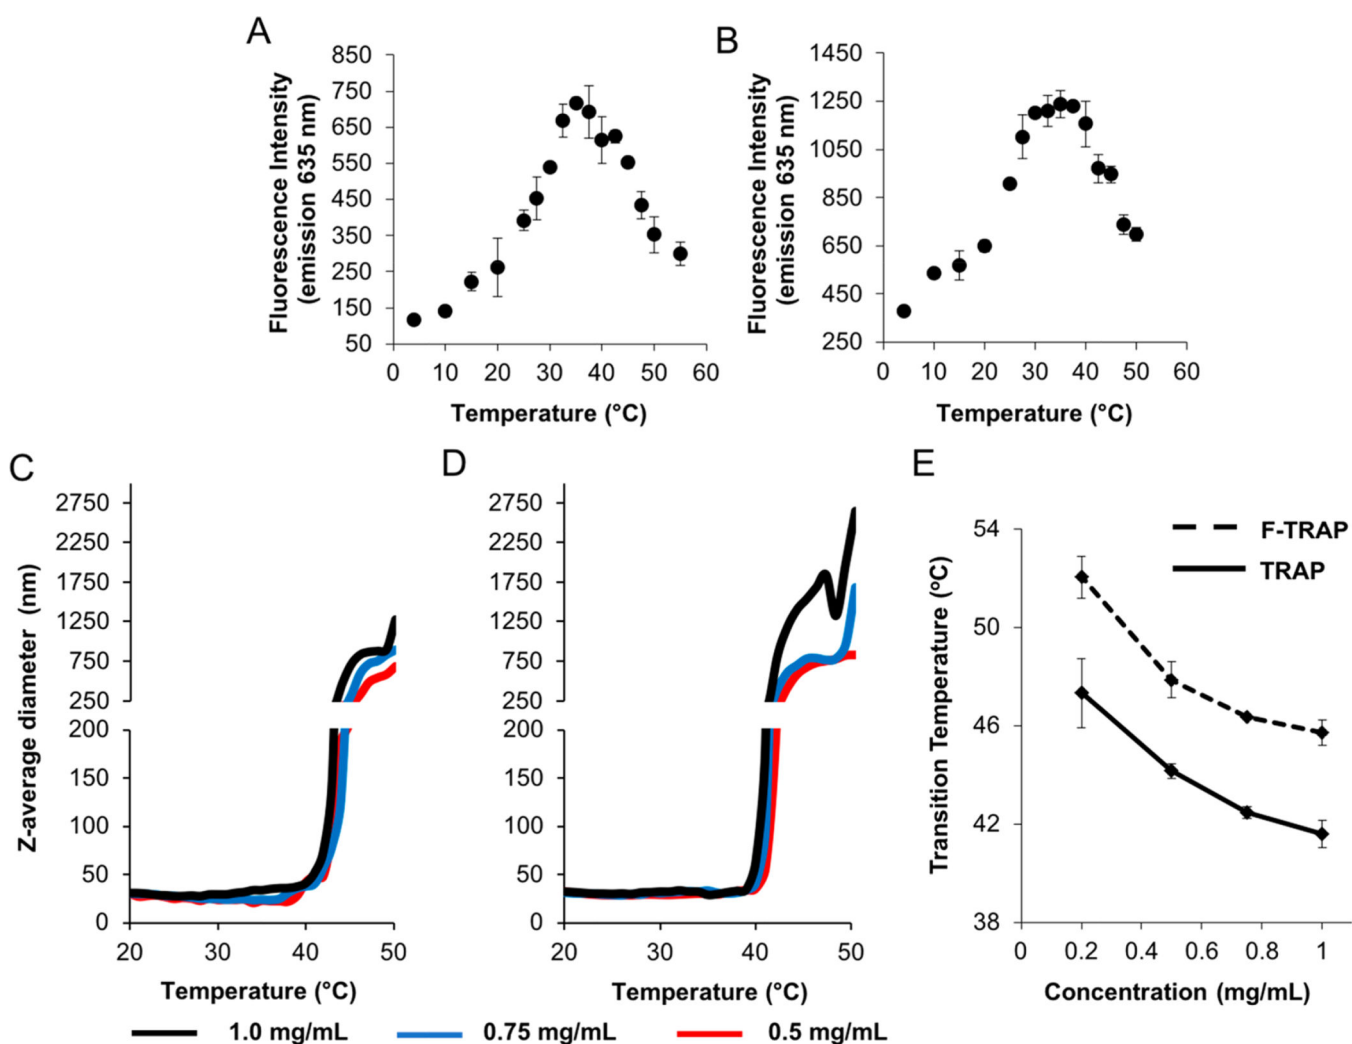 A
Fluorescence Intensity
(emission 635 nm)
850
750
650
550
450
350
250
150
50
0 10 20 30 40 50 60
Temperature (°C)
B
Fluorescence Intensity
(emission 635 nm)
1450
1250
1050
850
650
450
250
0 10 20 30 40 50 60
Temperature (°C)
C
Z-average diameter (nm)
2750
2250
1750
1250
750
250
200
150
100
50
0
20 30 40 50
Temperature (°C)
D
2750
2250
1750
1250
750
250
200
150
100
50
0
20 30 40 50
Temperature (°C)
E
Transition Temperature (ºC)
54
50
46
42
38
F-TRAP
TRAP
0 0.2 0.4 0.6 0.8 1
Concentration (mg/mL)
1.0 mg/mL 0.75 mg/mL 0.5 mg/mL